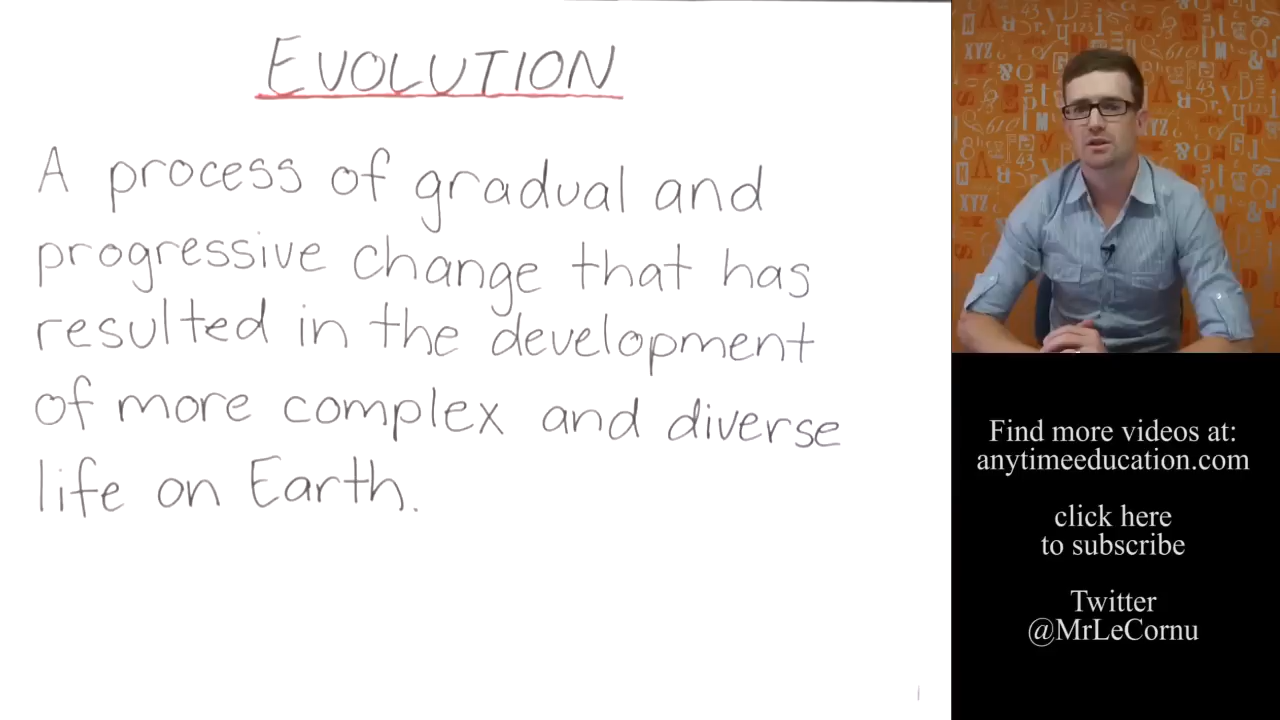 EVOLUTION
A process of gradual and
progressive change that has
resulted in the development
of more complex and diverse
life on Earth.
Find more videos at:
anytimeeducation.com
click here
to subscribe
Twitter
@MrLeCornu